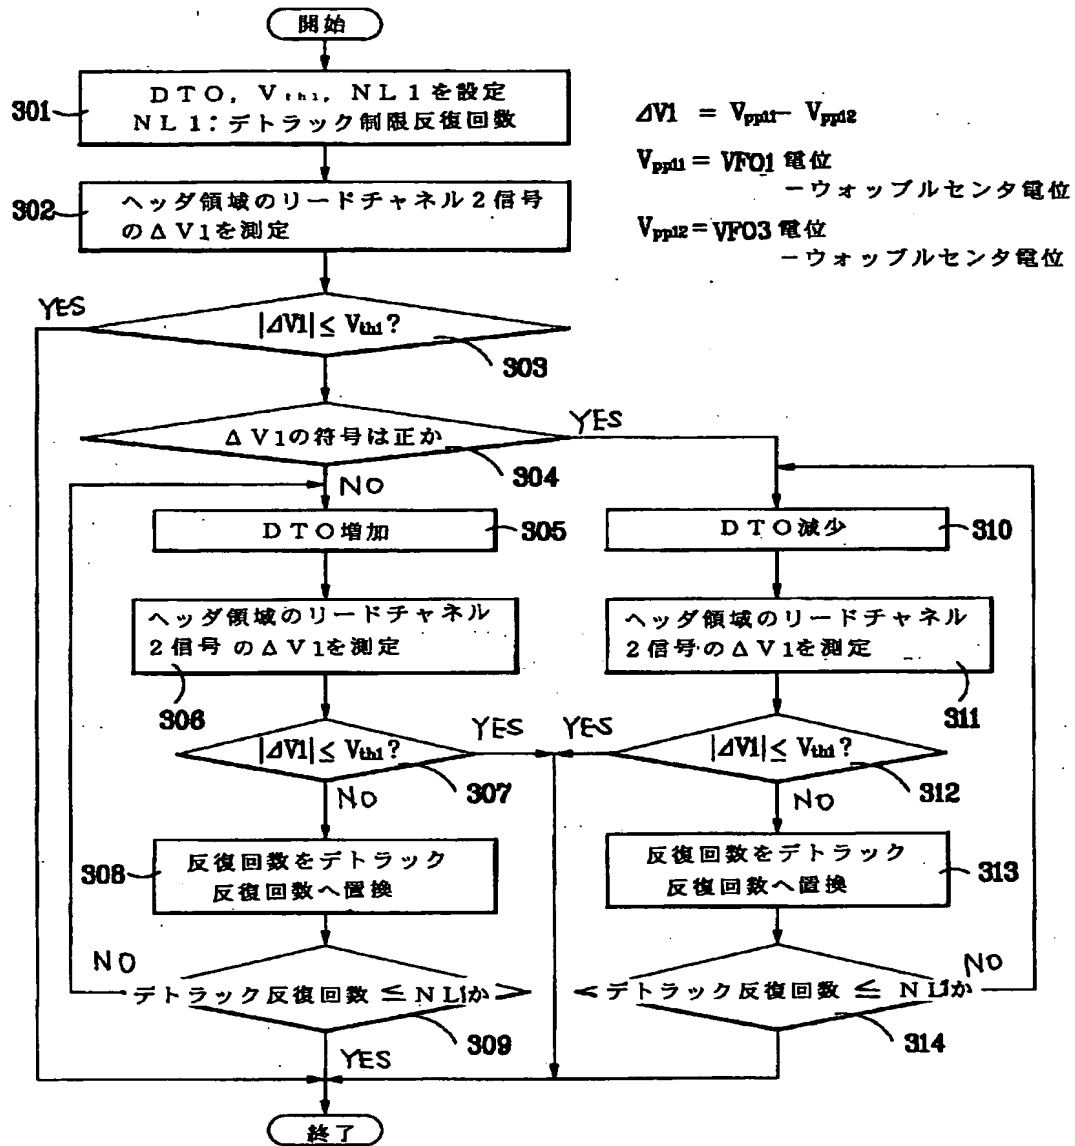 開始
301
DTO, Vth1, NL1を設定
NL1:デトラック制限反復回数
ΔV1 = Vpp11− Vpp12
Vpp11= VFO1 電位
−ウォッブルセンタ電位
Vpp12=VFO3 電位
−ウォッブルセンタ電位
302
ヘッダ領域のリードチャネル2信号
のΔV1を測定
YES
|ΔV1|≤ Vth1?
303
ΔV1の符号は正か
YES
304
NO
DTO増加
305
DTO減少
310
ヘッダ領域のリードチャネル
2信号 のΔV1を測定
306
ヘッダ領域のリードチャネル
2信号のΔV1を測定
311
|ΔV1|≤ Vth1?
YES
307
NO
YES
|ΔV1|≤ Vth1?
312
NO
308
反復回数をデトラック
反復回数へ置換
反復回数をデトラック
反復回数へ置換
313
NO
デトラック反復回数 ≦ NL1か
309
YES
デトラック反復回数 ≦ NL1か
NO
314
終了